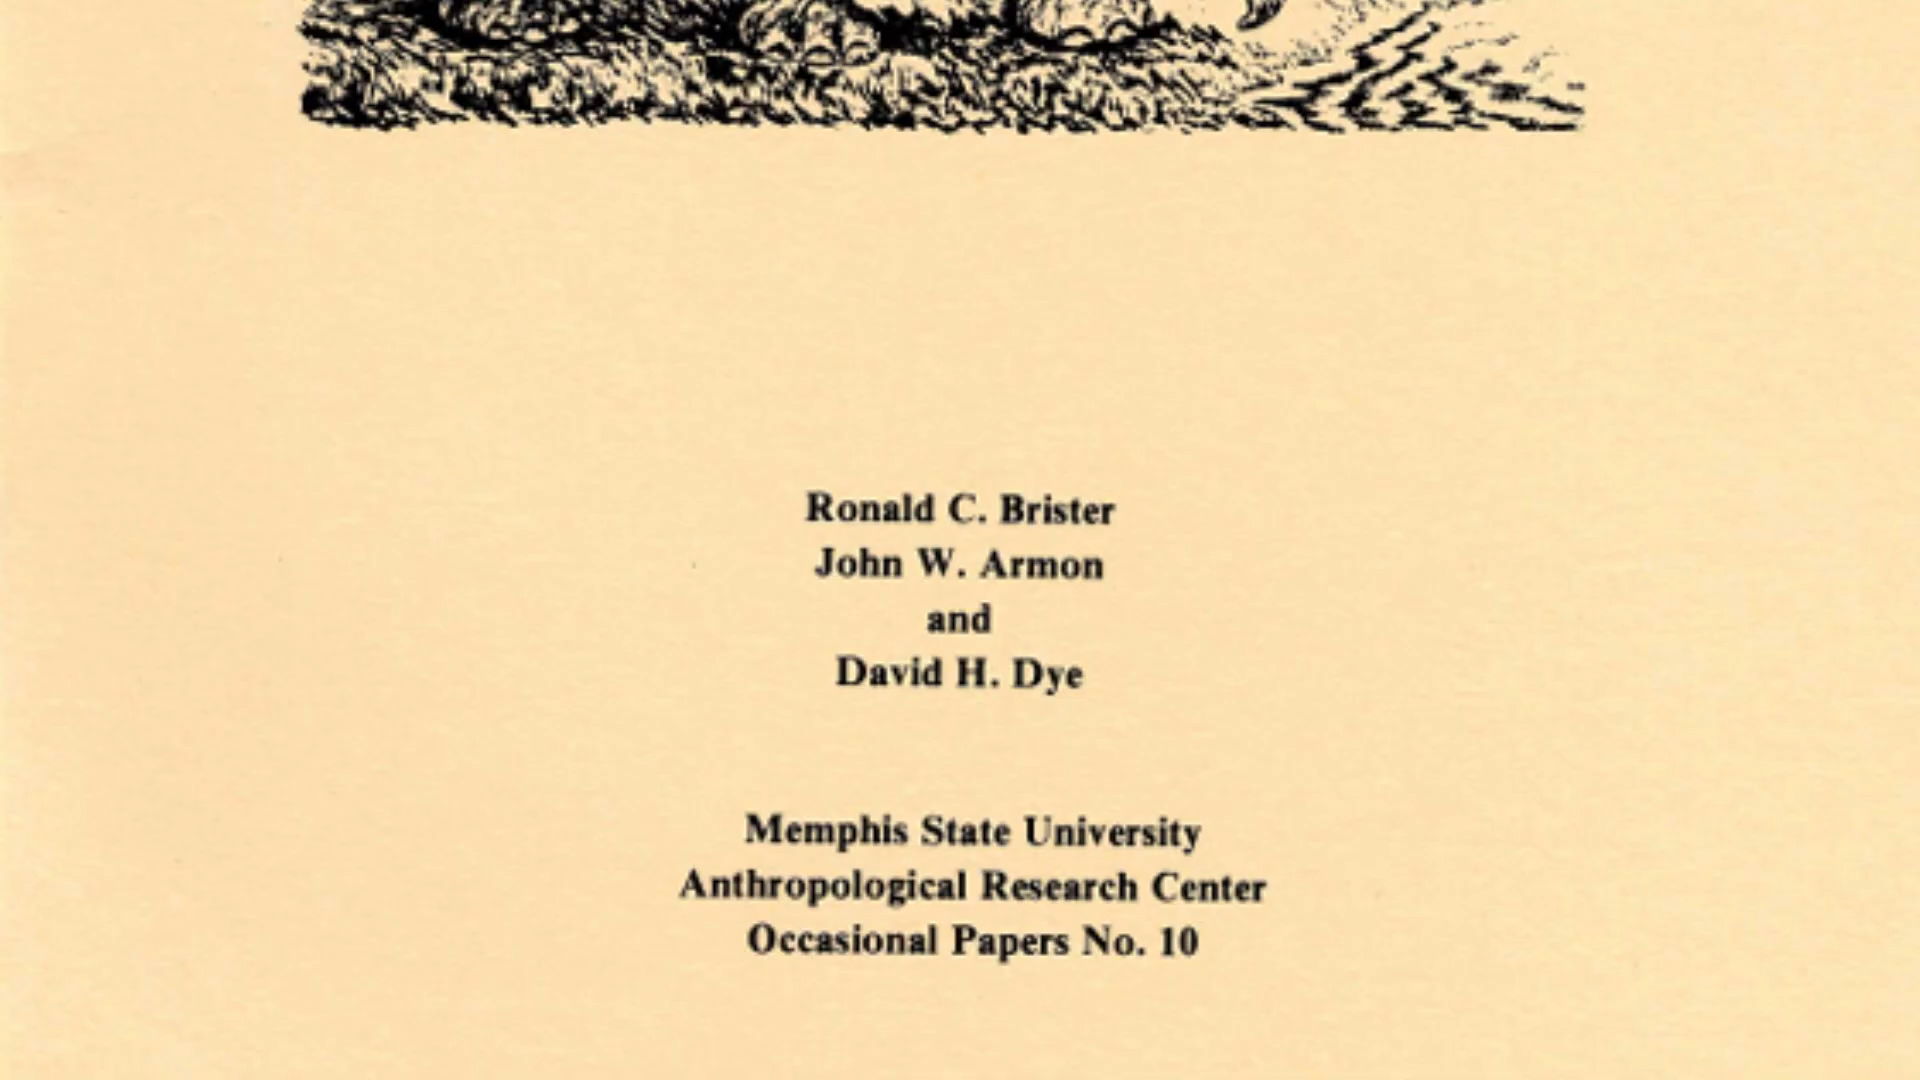 Ronald C. Brister
John W. Armon
and
David H. Dye
Memphis State University
Anthropological Research Center
Occasional Papers No. 10